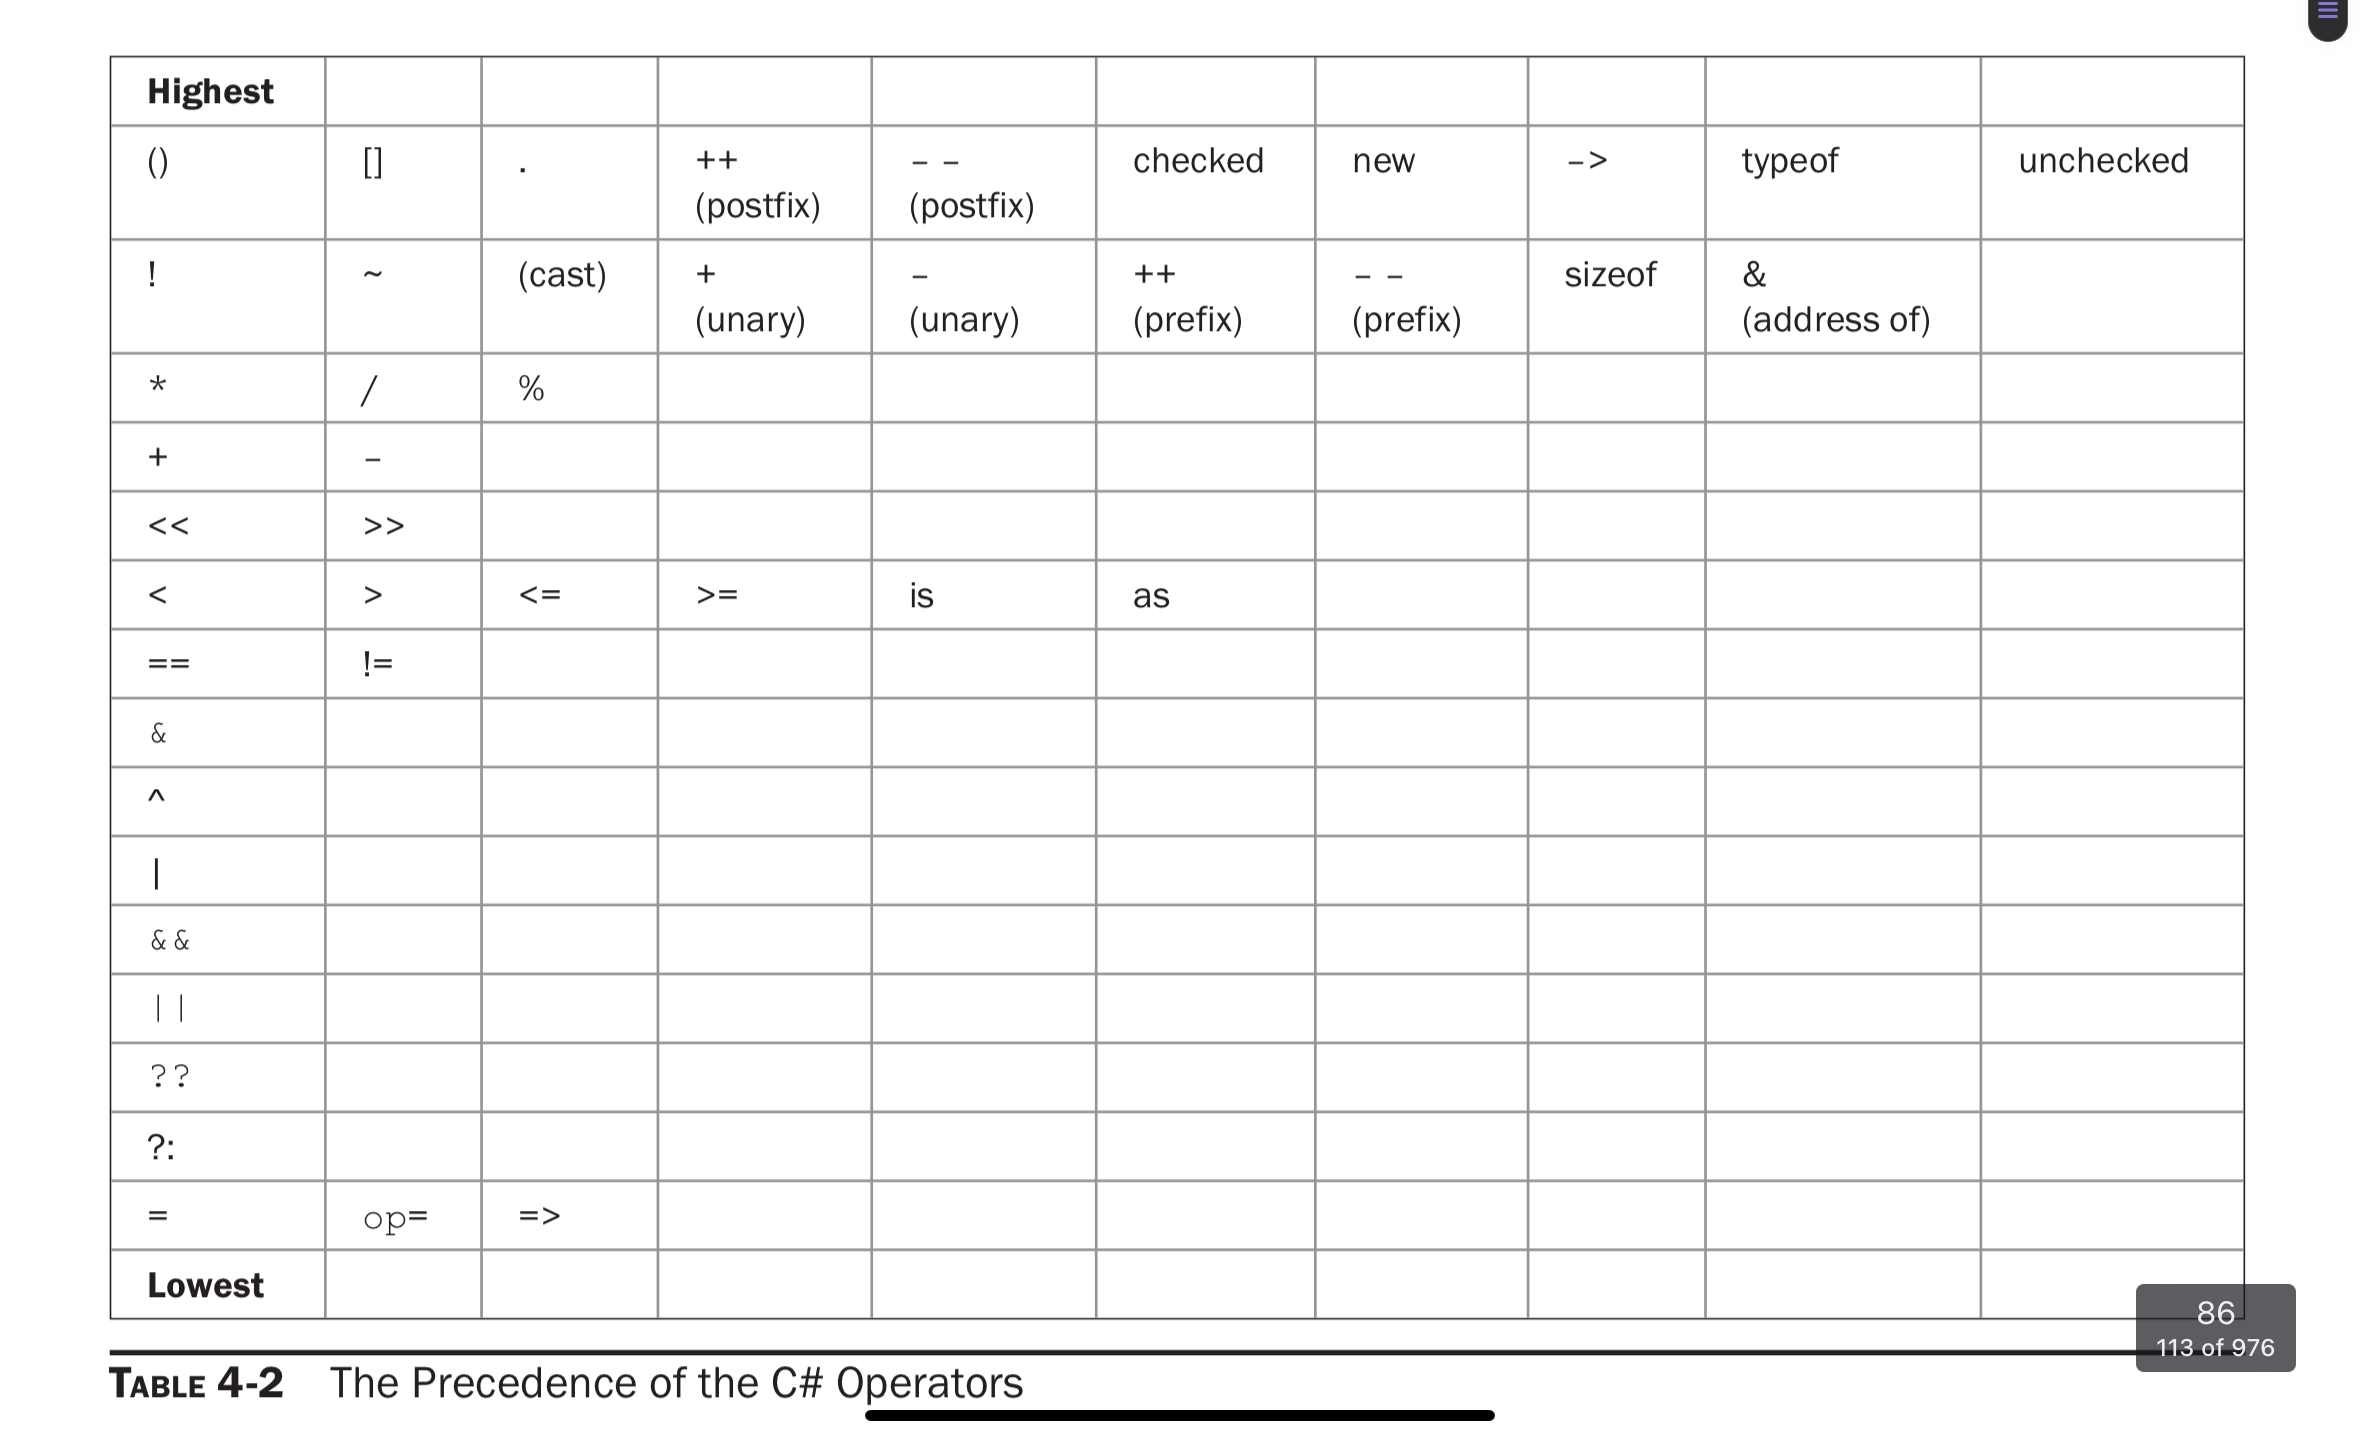 Highest
() [] . ++ – – checked new –> typeof unchecked
(postfix) (postfix)
! ~ (cast) + – ++ – – sizeof &
(unary) (unary) (prefix) (prefix) (address of)
* / %
+ –
<< >>
< > <= >= is as
== !=
&
^
|
&&
||
??
?:
= op= =>
Lowest
86
113 of 976
TABLE 4-2 The Precedence of the C# Operators